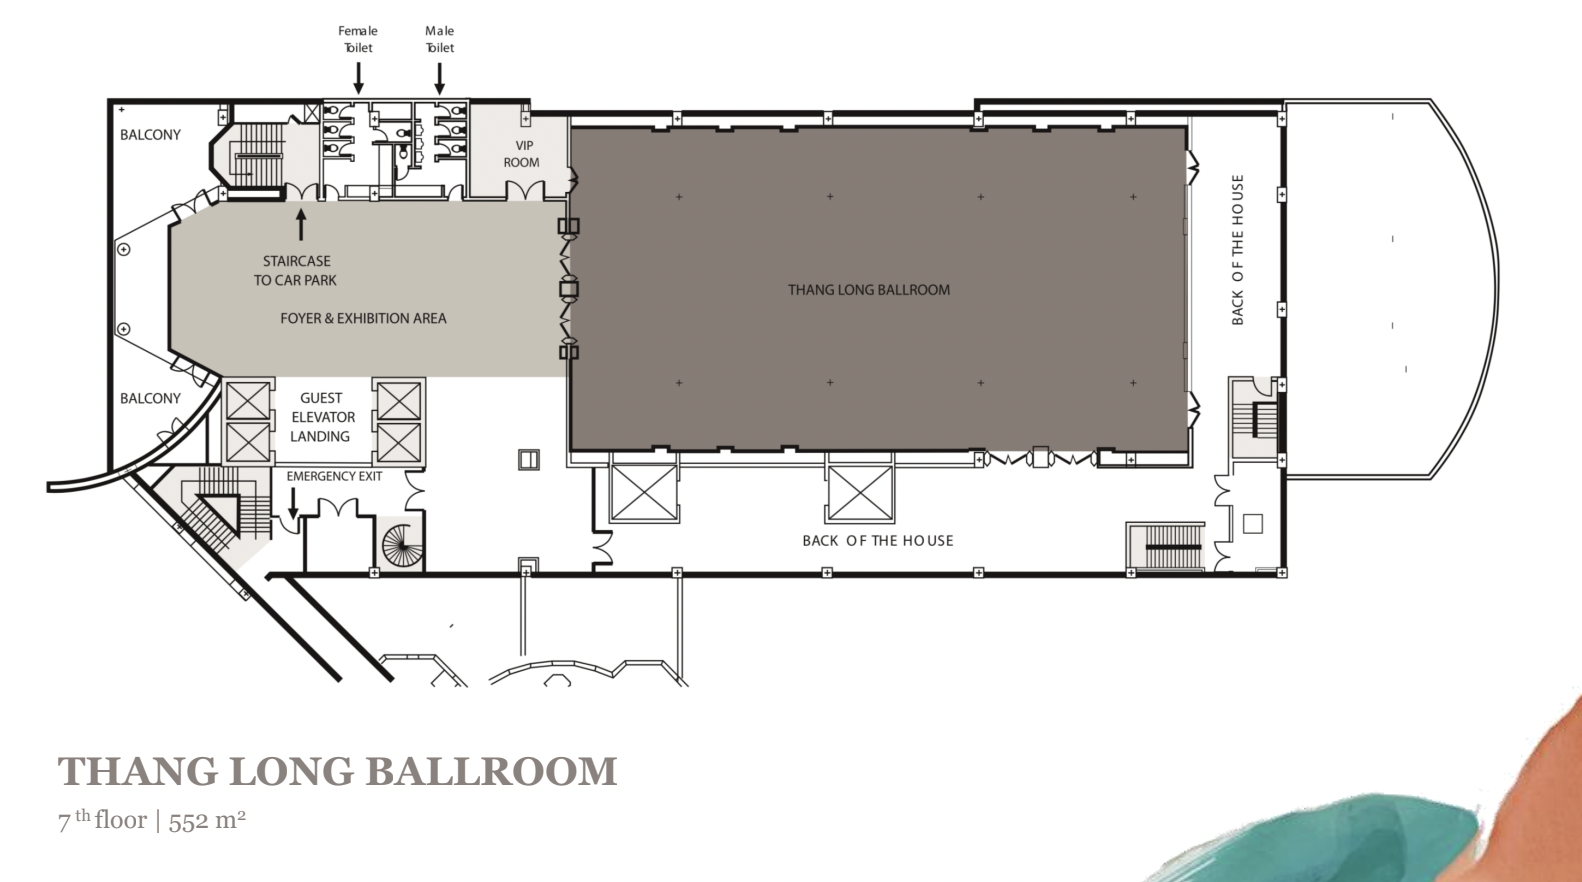 Female
Toilet
Male
Toilet
BALCONY
VIP
ROOM
BACK OF THE HOUSE
STAIRCASE
TO CAR PARK
THANG LONG BALLROOM
FOYER & EXHIBITION AREA
BALCONY
GUEST
ELEVATOR
LANDING
EMERGENCY EXIT
BACK OF THE HOUSE
THANG LONG BALLROOM
7 th floor | 552 m²